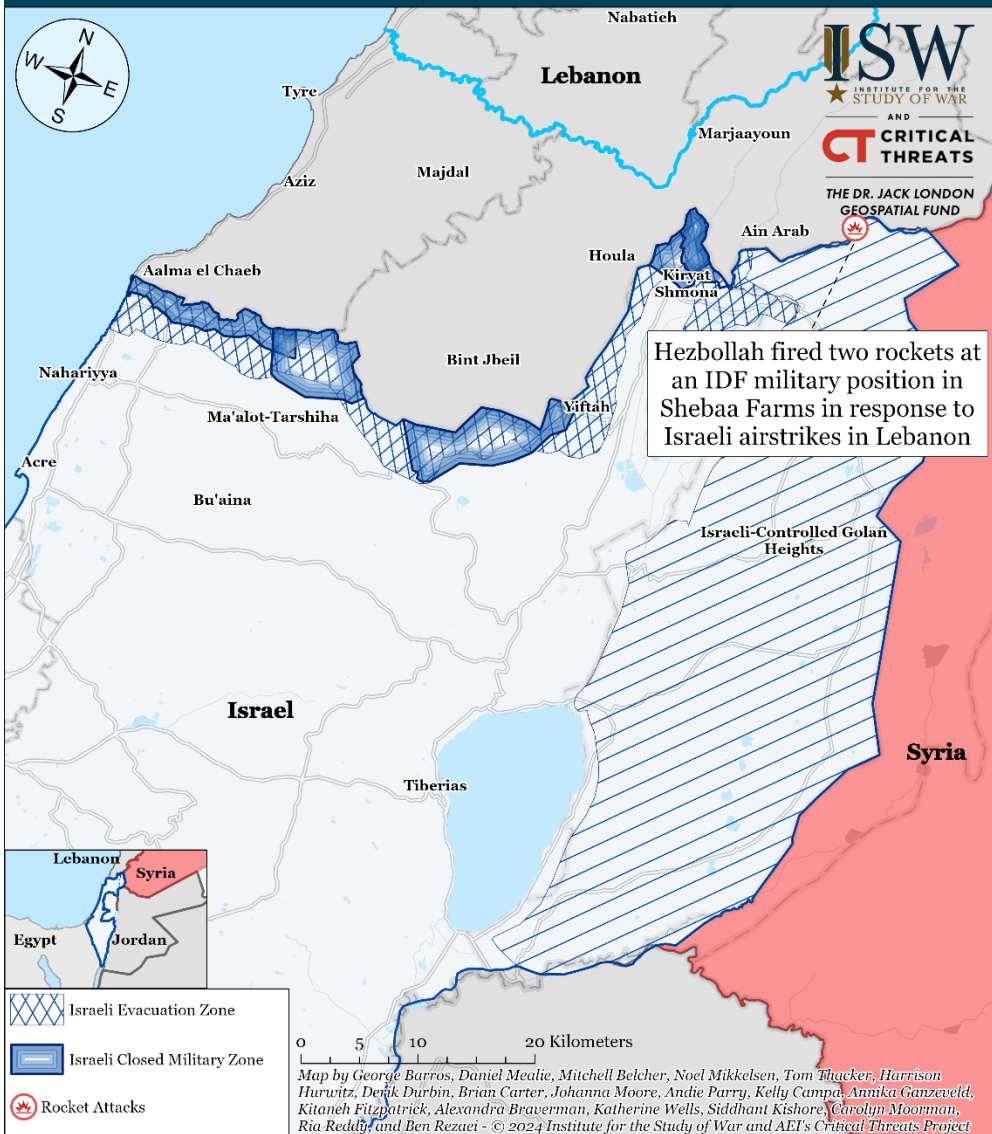 Nabatieh
N
W
E
S
ISW
INSTITUTE FOR THE
STUDY OF WAR
AND
CT CRITICAL
THREATS
THE DR. JACK LONDON
GEOSPATIAL FUND
Lebanon
Tyre
Marjaayoun
Majdal
Aziz
Ain Arab
Houla
Aalma el Chaeb
Kiryat
Shmona
Hezbollah fired two rockets at
an IDF military position in
Shebaa Farms in response to
Israeli airstrikes in Lebanon
Bint Jbeil
Nahariyya
Yiftah
Ma'alot-Tarshiha
Acre
Bu'aina
Israeli-Controlled Golan
Heights
Israel
Syria
Tiberias
Lebanon
Syria
Egypt
Jordan
Israeli Evacuation Zone
Israeli Closed Military Zone
Rocket Attacks
0 5 10 20 Kilometers
Map by George Barros, Daniel Mealie, Mitchell Belcher, Noel Mikkelsen, Tom Thacker, Harrison
Hurwitz, Derik Durbin, Brian Carter, Johanna Moore, Andie Parry, Kelly Campa, Annika Ganzeveld,
Kitaneh Fitzpatrick, Alexandra Braverman, Katherine Wells, Siddhant Kishore, Carolyn Moorman,
Ria Reddy, and Ben Rezaei - © 2024 Institute for the Study of War and AEI's Critical Threats Project